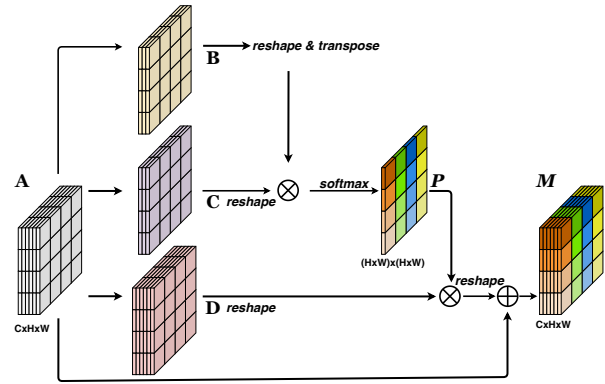 B
reshape & transpose
A
C
reshape
softmax
P
M
(HxW)x(HxW)
D
reshape
reshape
CxHxW
CxHxW